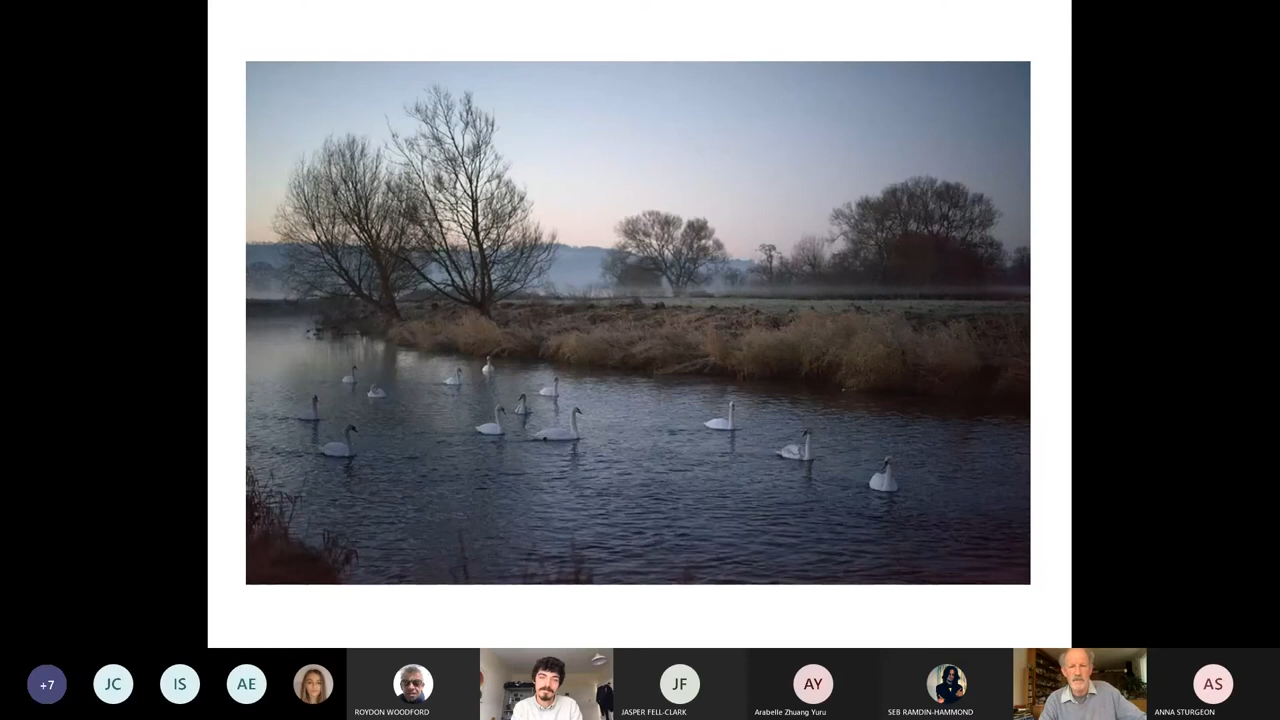 +7
JC
IS
AE
ROYDON WOODFORD
JF
JASPER FELL-CLARK
AY
Arabelle Zhuang Yuru
SEB RAMDIN-HAMMOND
AS
ANNA STURGEON